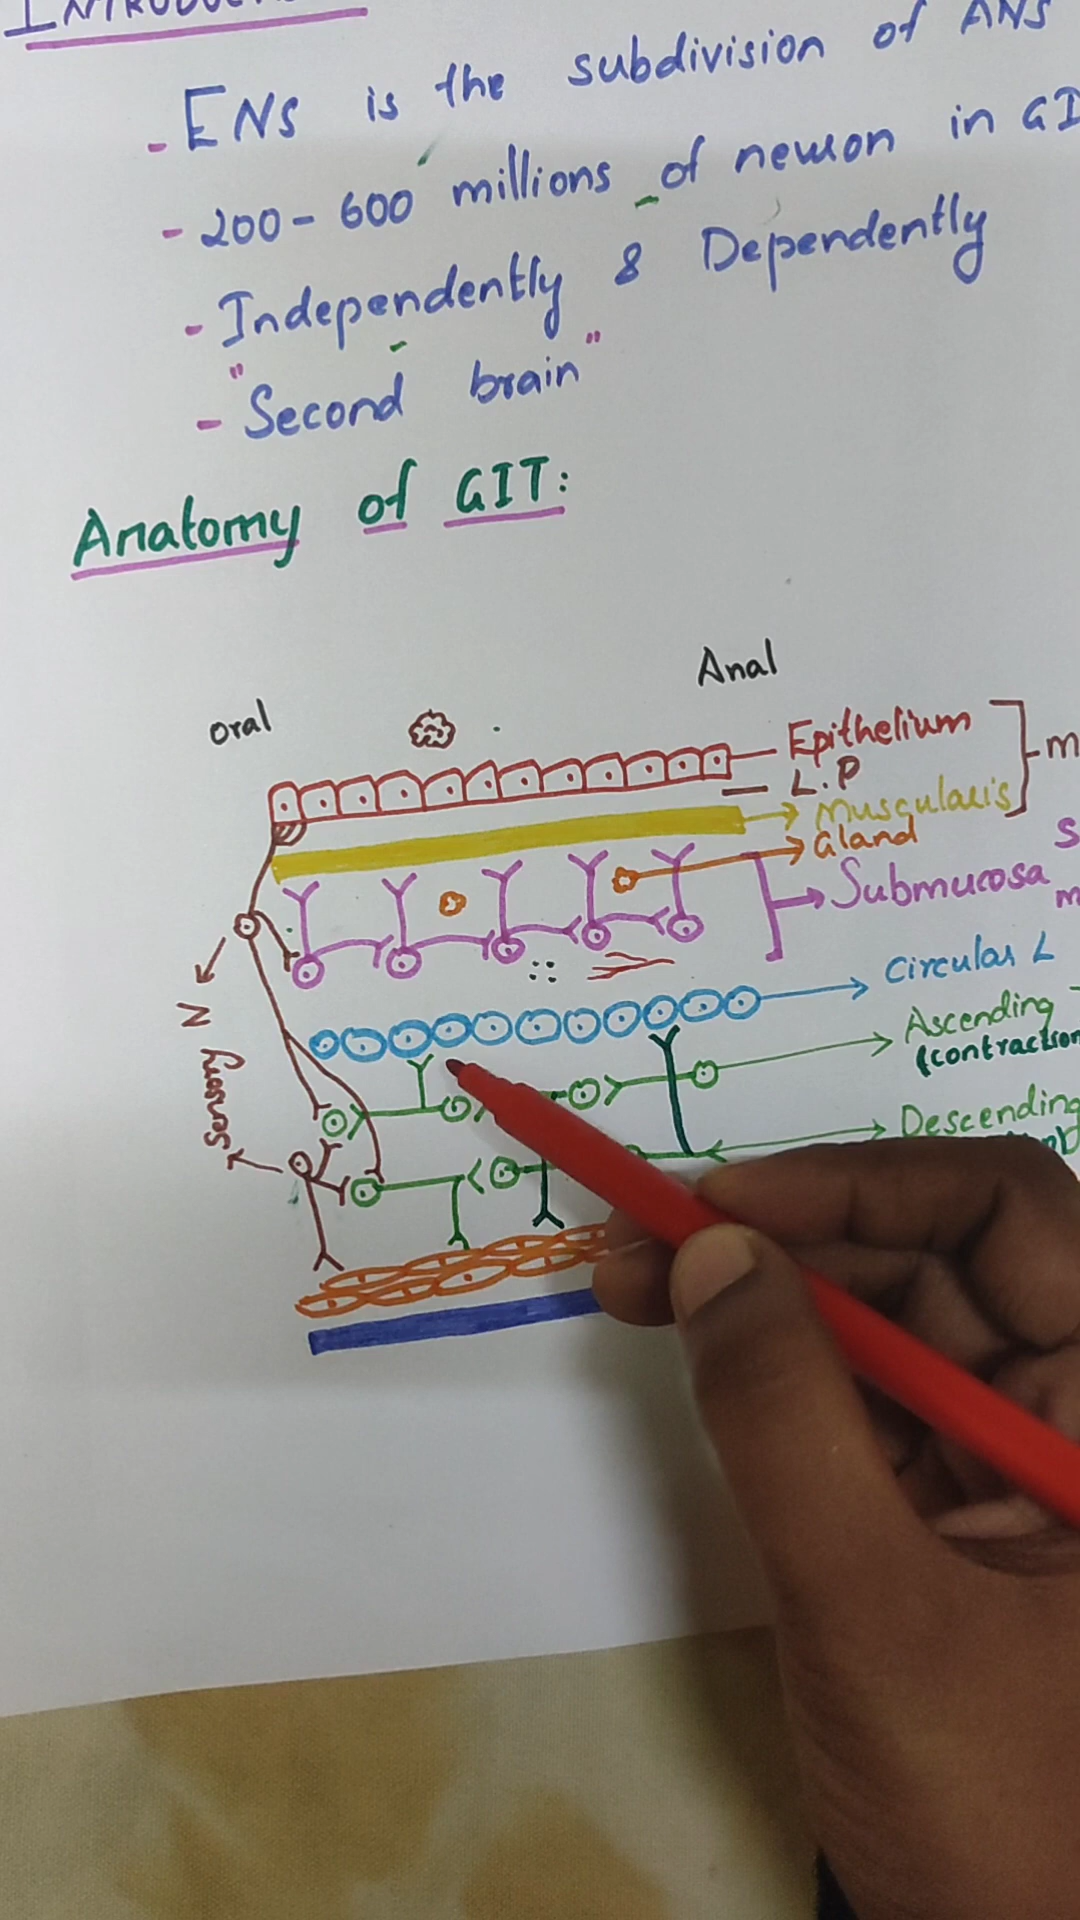 - ENS is the subdivision of ANS
- 200-600 millions of neuron in GI
- Independently & Dependently
- "Second brain"
Anatomy of GIT:
Anal
oral
Epithelium
L.P
m
Muscularis
Gland
Submucosa
S
m
Circular L
Ascending
(contraction
Descending
Sensory N